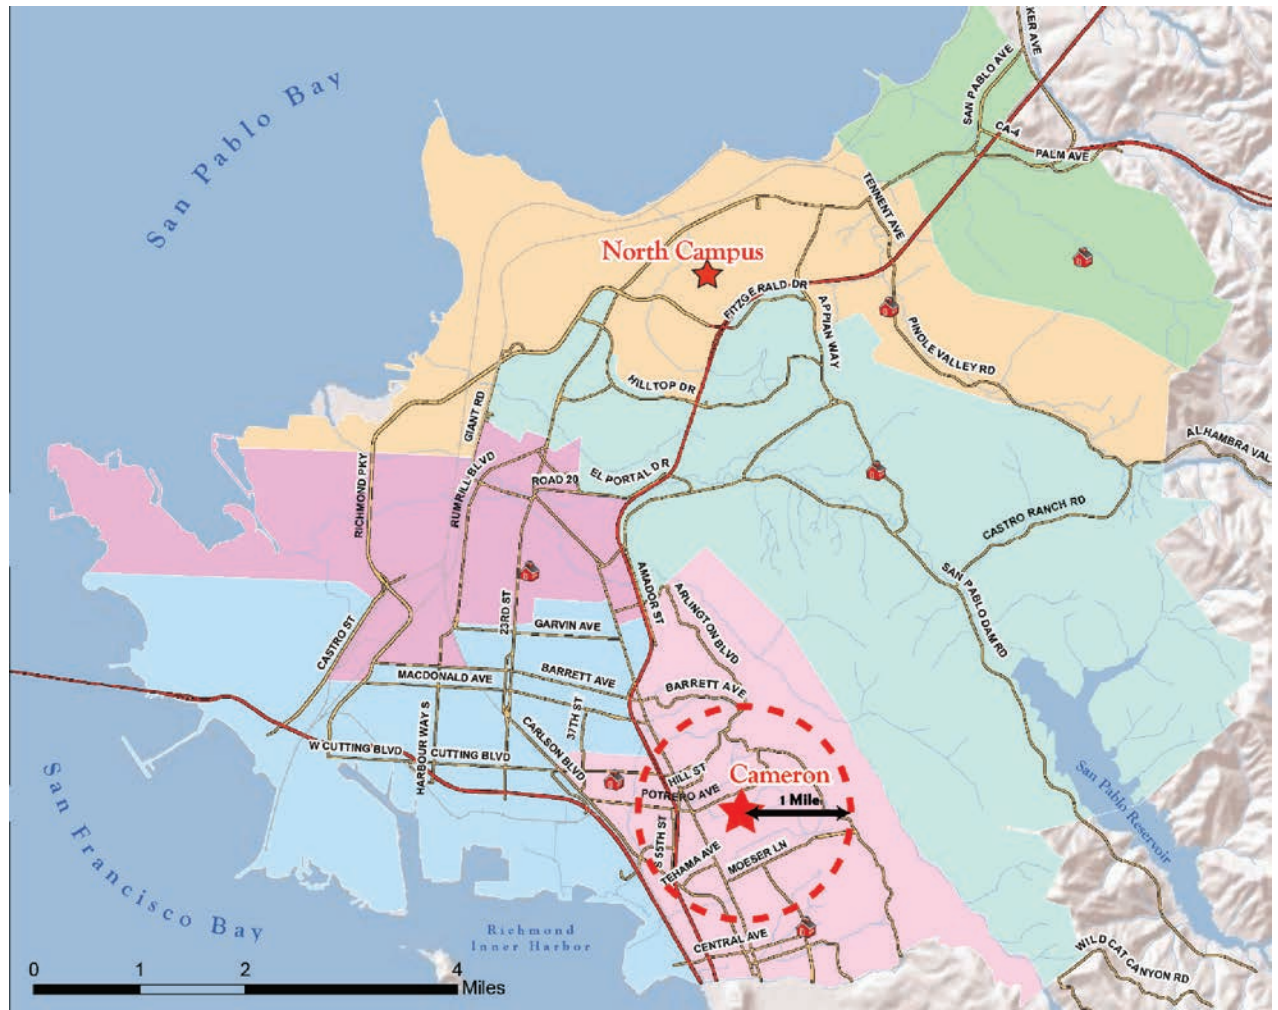 KER AVE
SAN PABLO AVE
CA-4
PALM AVE
San Pablo Bay
TENNENT AVE
North Campus
FITZGERALD DR
APPIAN WAY
PINOLE VALLEY RD
HILLTOP DR
GIANT RD
ALHAMBRA VAL
RICHMOND PKY
RUMRILL BLVD
ROAD 20
EL PORTAL DR
CASTRO RANCH RD
SAN PABLO DAM RD
AMADOR ST
ARLINGTON BLVD
23RD ST
GARVIN AVE
CASTRO ST
MACDONALD AVE
BARRETT AVE
BARRETT AVE
37TH ST
HARBOUR WAY S
CARLSON BLVD
W CUTTING BLVD
CUTTING BLVD
HILL ST
Cameron
POTRERO AVE
1 Mile
San Pablo Reservoir
S 55TH ST
TEHAMA AVE
MOESER LN
San Francisco Bay
Richmond
Inner Harbor
CENTRAL AVE
WILDCAT CANYON RD
0 1 2 4
Miles